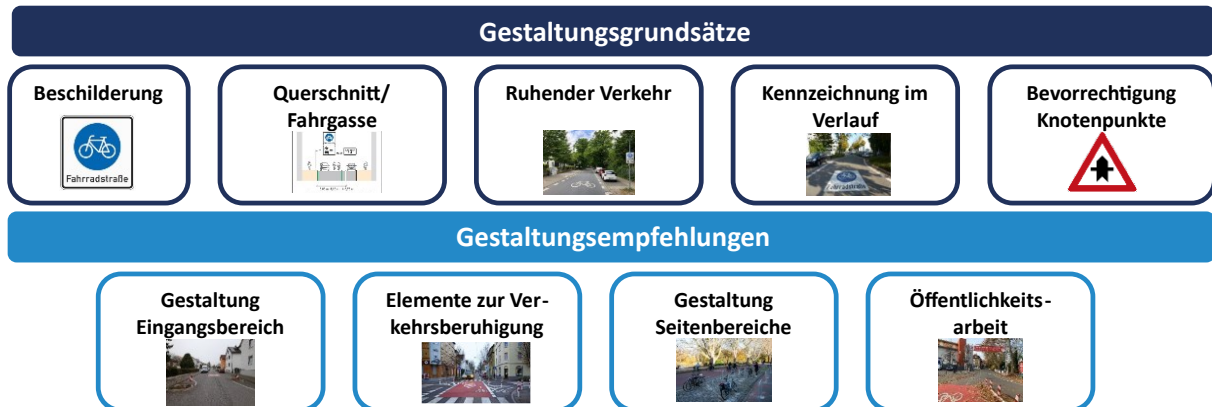 Gestaltungsgrundsätze
Beschilderung
Fahrradstraße
Querschnitt/
Fahrgasse
Ruhender Verkehr
Kennzeichnung im
Verlauf
Fahrradstraße
Bevorrechtigung
Knotenpunkte
Gestaltungsempfehlungen
Gestaltung
Eingangsbereich
Elemente zur Ver-
kehrsberuhigung
Gestaltung
Seitenbereiche
Öffentlichkeits-
arbeit